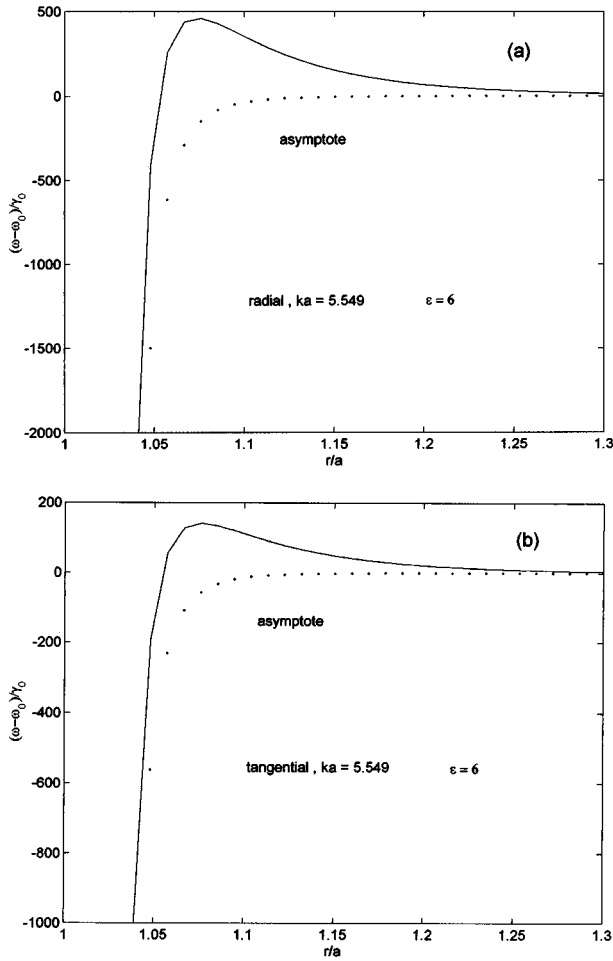 500
(a)
0
asymptote
-500
(ω−ω₀)/γ₀
-1000
radial , ka = 5.549 ε = 6
-1500
-2000
1 1.05 1.1 1.15 1.2 1.25 1.3
r/a
200
(b)
0
asymptote
-200
(ω−ω₀)/γ₀
-400
tangential , ka = 5.549 ε = 6
-600
-800
-1000
1 1.05 1.1 1.15 1.2 1.25 1.3
r/a